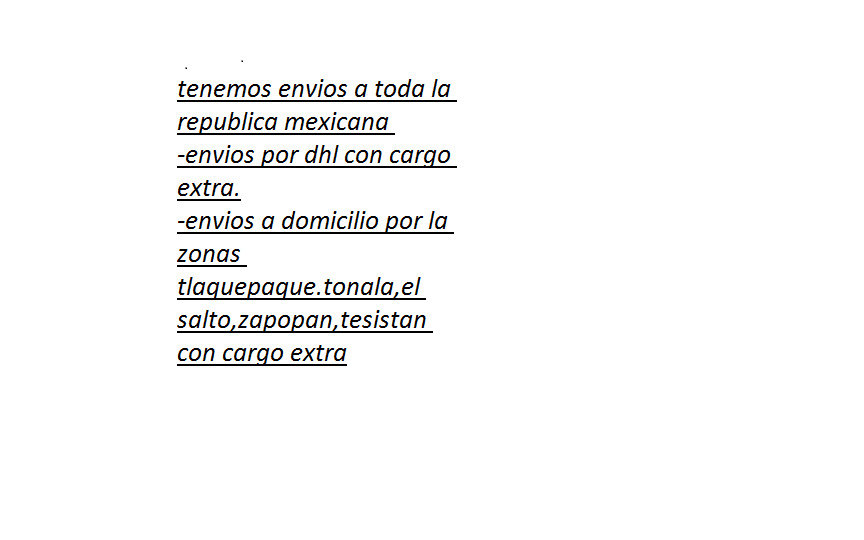 tenemos envios a toda la
republica mexicana
-envios por dhl con cargo
extra.
-envios a domicilio por la
zonas
tlaquepaque.tonala,el
salto,zapopan,tesistan
con cargo extra